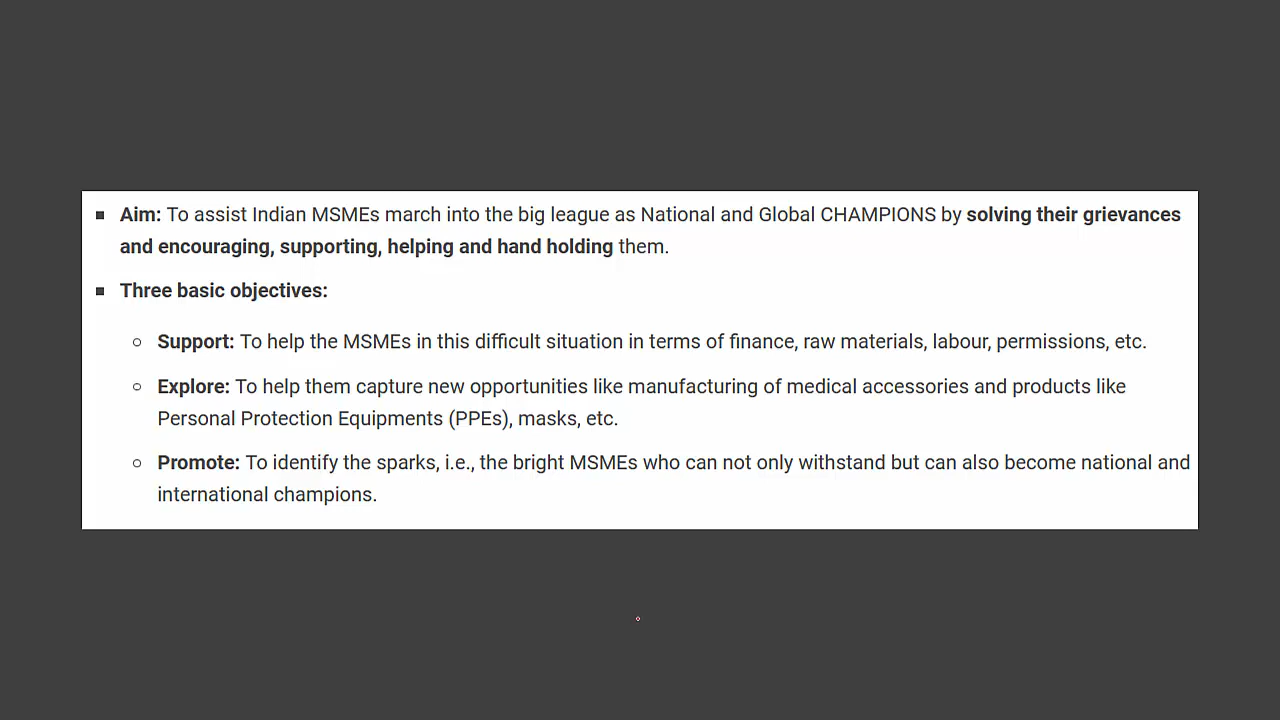 Aim: To assist Indian MSMEs march into the big league as National and Global CHAMPIONS by solving their grievances
and encouraging, supporting, helping and hand holding them.
Three basic objectives:
Support: To help the MSMEs in this difficult situation in terms of finance, raw materials, labour, permissions, etc.
Explore: To help them capture new opportunities like manufacturing of medical accessories and products like
Personal Protection Equipments (PPEs), masks, etc.
Promote: To identify the sparks, i.e., the bright MSMEs who can not only withstand but can also become national and
international champions.